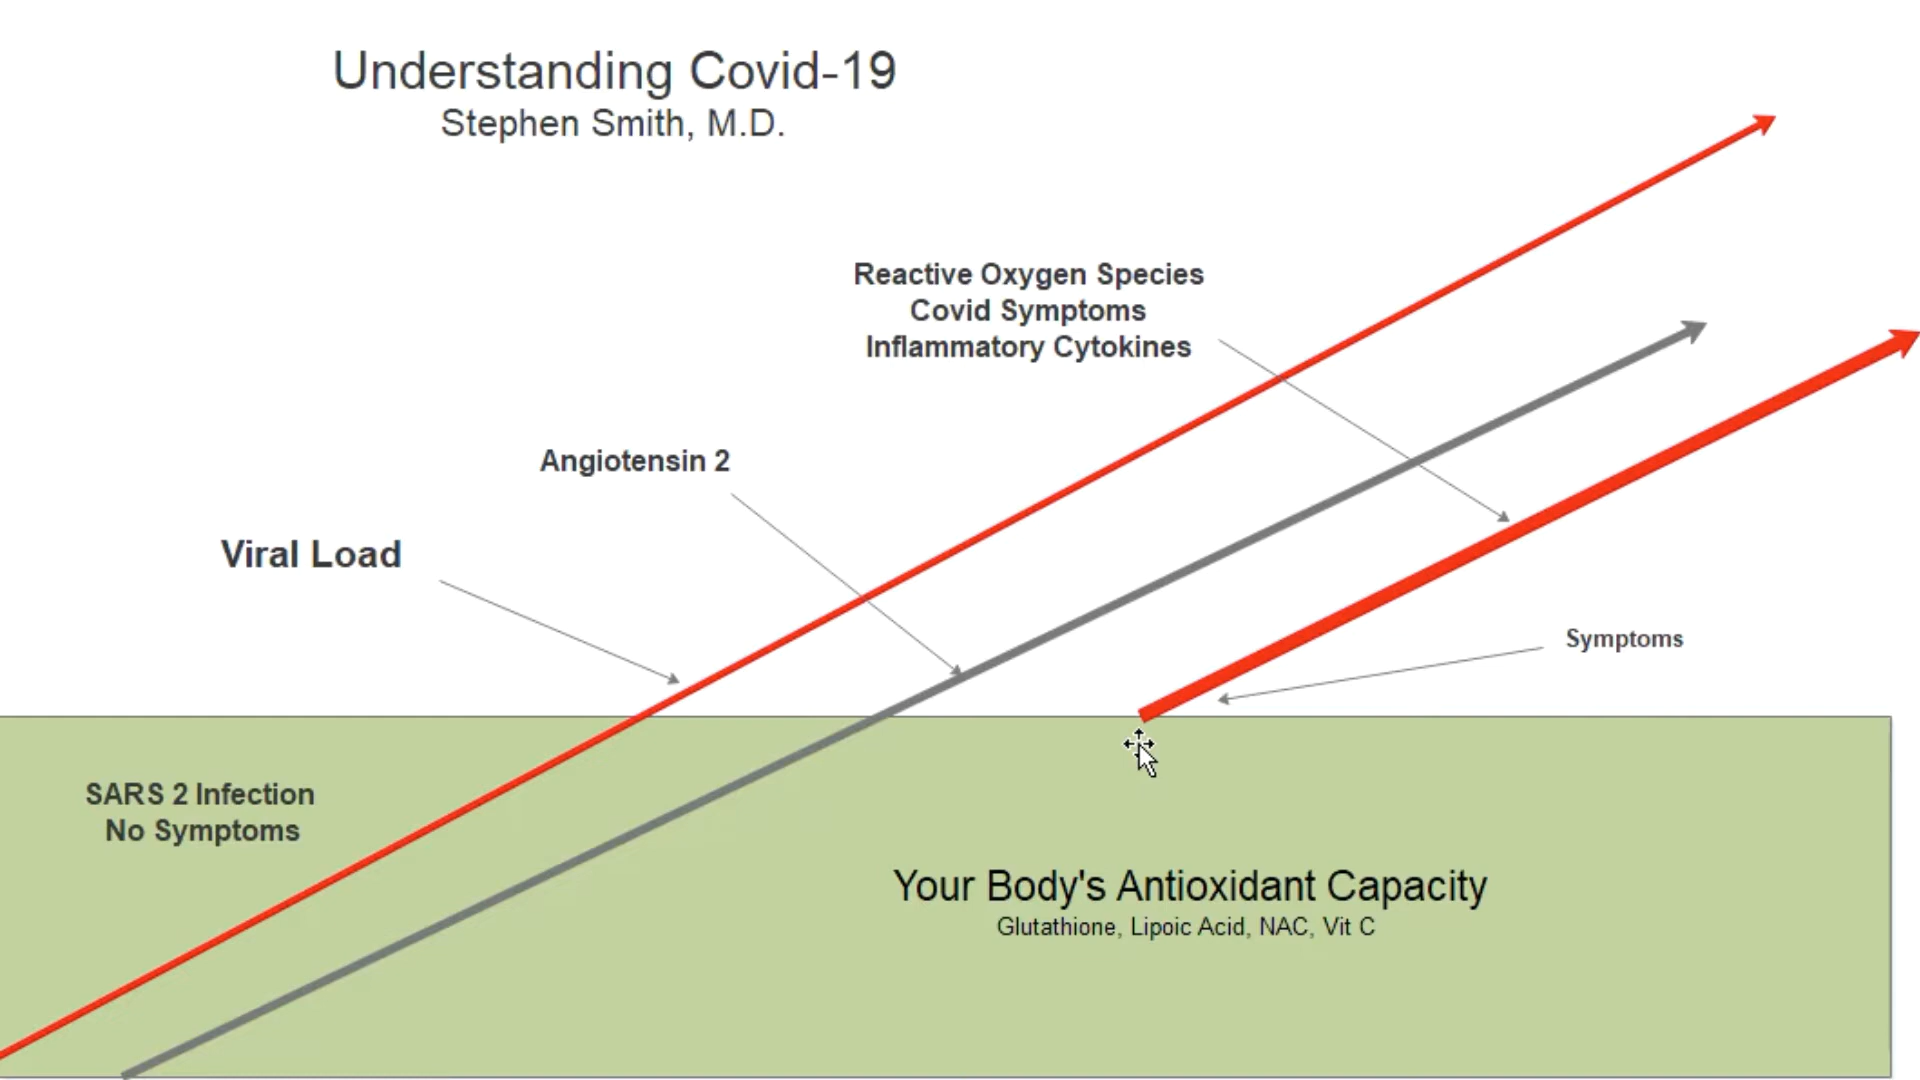 Understanding Covid-19
Stephen Smith, M.D.
Reactive Oxygen Species
Covid Symptoms
Inflammatory Cytokines
Angiotensin 2
Viral Load
Symptoms
SARS 2 Infection
No Symptoms
Your Body's Antioxidant Capacity
Glutathione, Lipoic Acid, NAC, Vit C